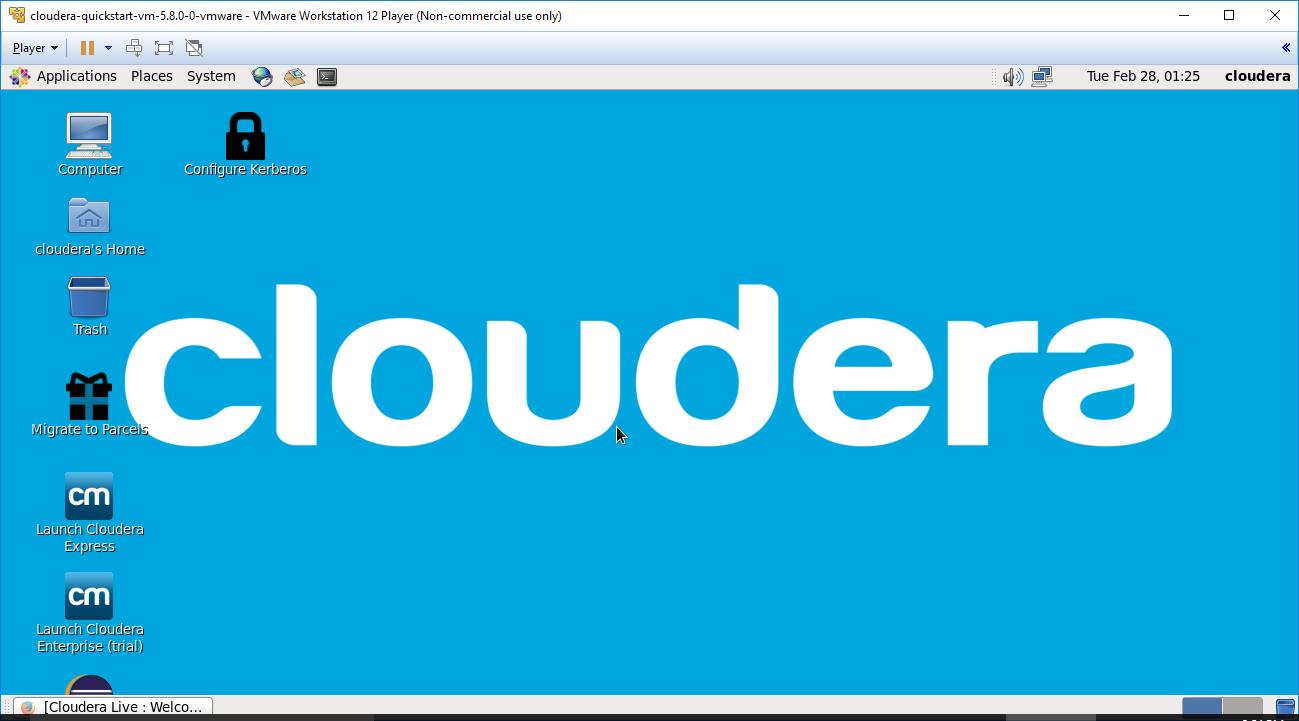 cloudera-quickstart-vm-5.8.0-0-vmware - VMware Workstation 12 Player (Non-commercial use only)
Player
Applications Places System Tue Feb 28, 01:25 cloudera
Computer
Configure Kerberos
cloudera's Home
Trash
cloudera
Migrate to Parcels
cm
Launch Cloudera
Express
cm
Launch Cloudera
Enterprise (trial)
[Cloudera Live : Welco...